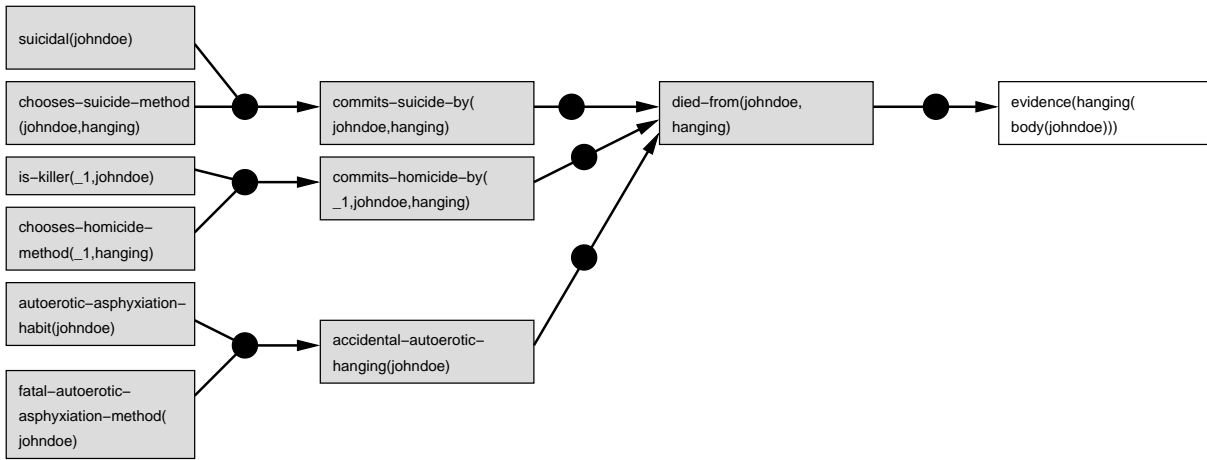 suicidal(johndoe)
chooses−suicide−method
(johndoe,hanging)
is−killer(_1,johndoe)
chooses−homicide−
method(_1,hanging)
autoerotic−asphyxiation−
habit(johndoe)
fatal−autoerotic−
asphyxiation−method(
johndoe)
commits−suicide−by(
johndoe,hanging)
commits−homicide−by(
_1,johndoe,hanging)
accidental−autoerotic−
hanging(johndoe)
died−from(johndoe,
hanging)
evidence(hanging(
body(johndoe)))